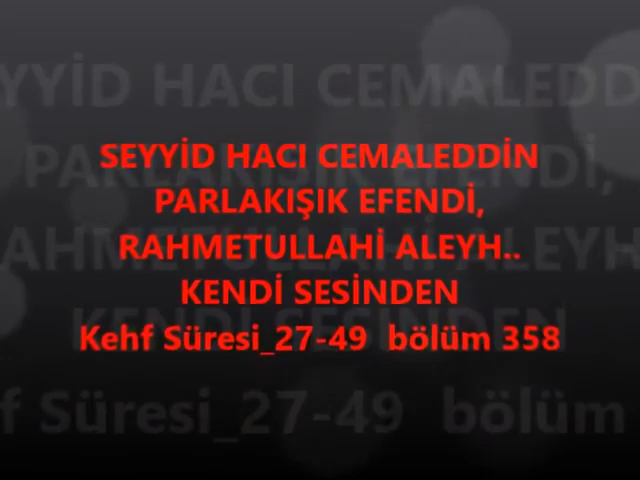 SEYYİD HACI CEMALEDDİN
PARLAKIŞIK EFENDİ,
RAHMETULLAHİ ALEYH..
KENDİ SESİNDEN
Kehf Süresi_27-49 bölüm 358